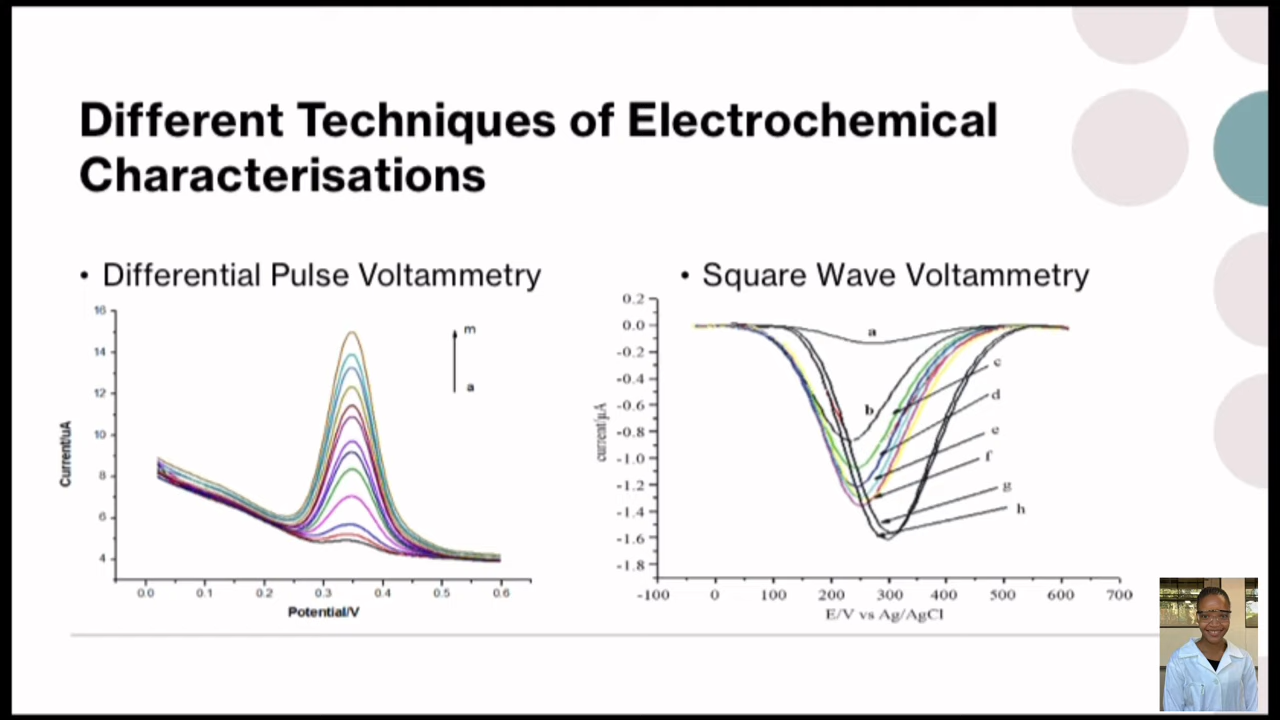 Different Techniques of Electrochemical
Characterisations
• Differential Pulse Voltammetry
16
14
12
10
8
6
4
Current/uA
m
a
0.0 0.1 0.2 0.3 0.4 0.5 0.6
Potential/V
• Square Wave Voltammetry
0.2
0.0
-0.2
-0.4
-0.6
-0.8
-1.0
-1.2
-1.4
-1.6
-1.8
current/µA
a
b
c
d
e
f
g
h
-100 0 100 200 300 400 500 600 700
E/V vs Ag/AgCl